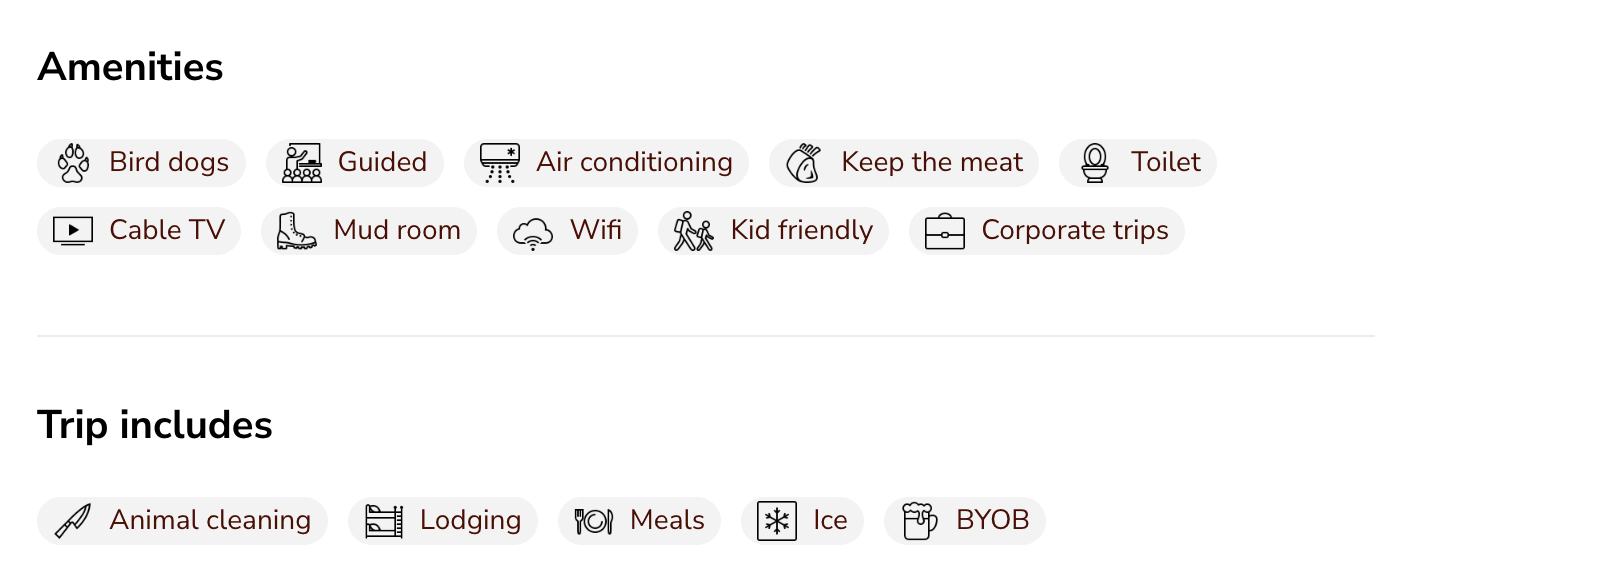 Amenities
Bird dogs Guided Air conditioning Keep the meat Toilet
Cable TV Mud room Wifi Kid friendly Corporate trips
Trip includes
Animal cleaning Lodging Meals Ice BYOB